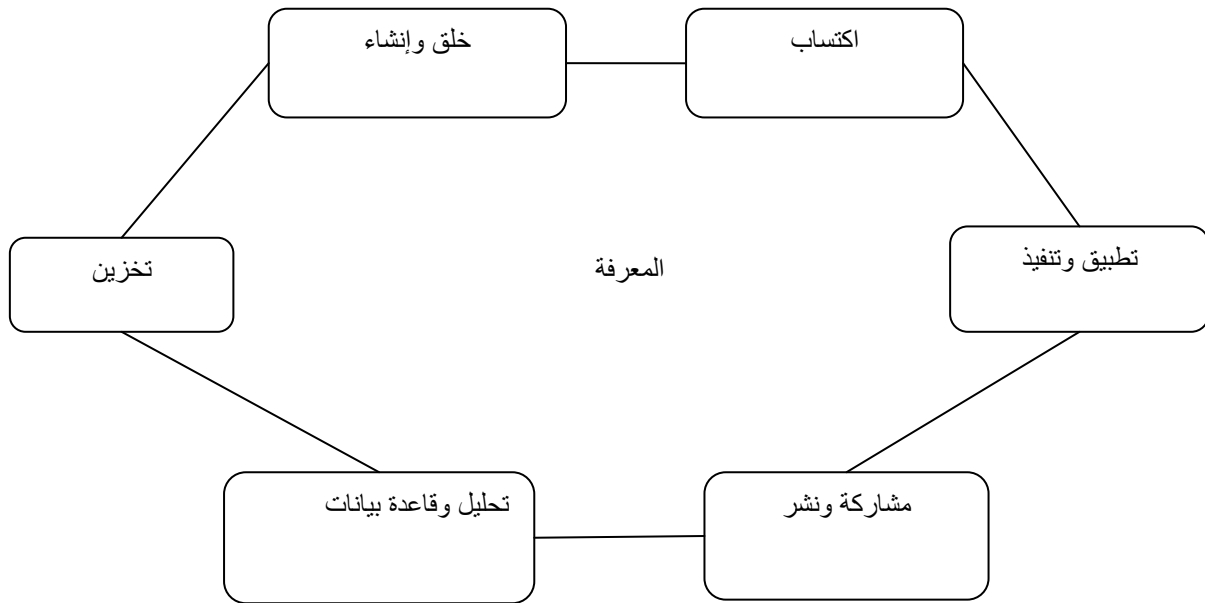 اكتساب
خلق وإنشاء
تطبيق وتنفيذ
المعرفة
تخزين
مشاركة ونشر
تحليل وقاعدة بيانات